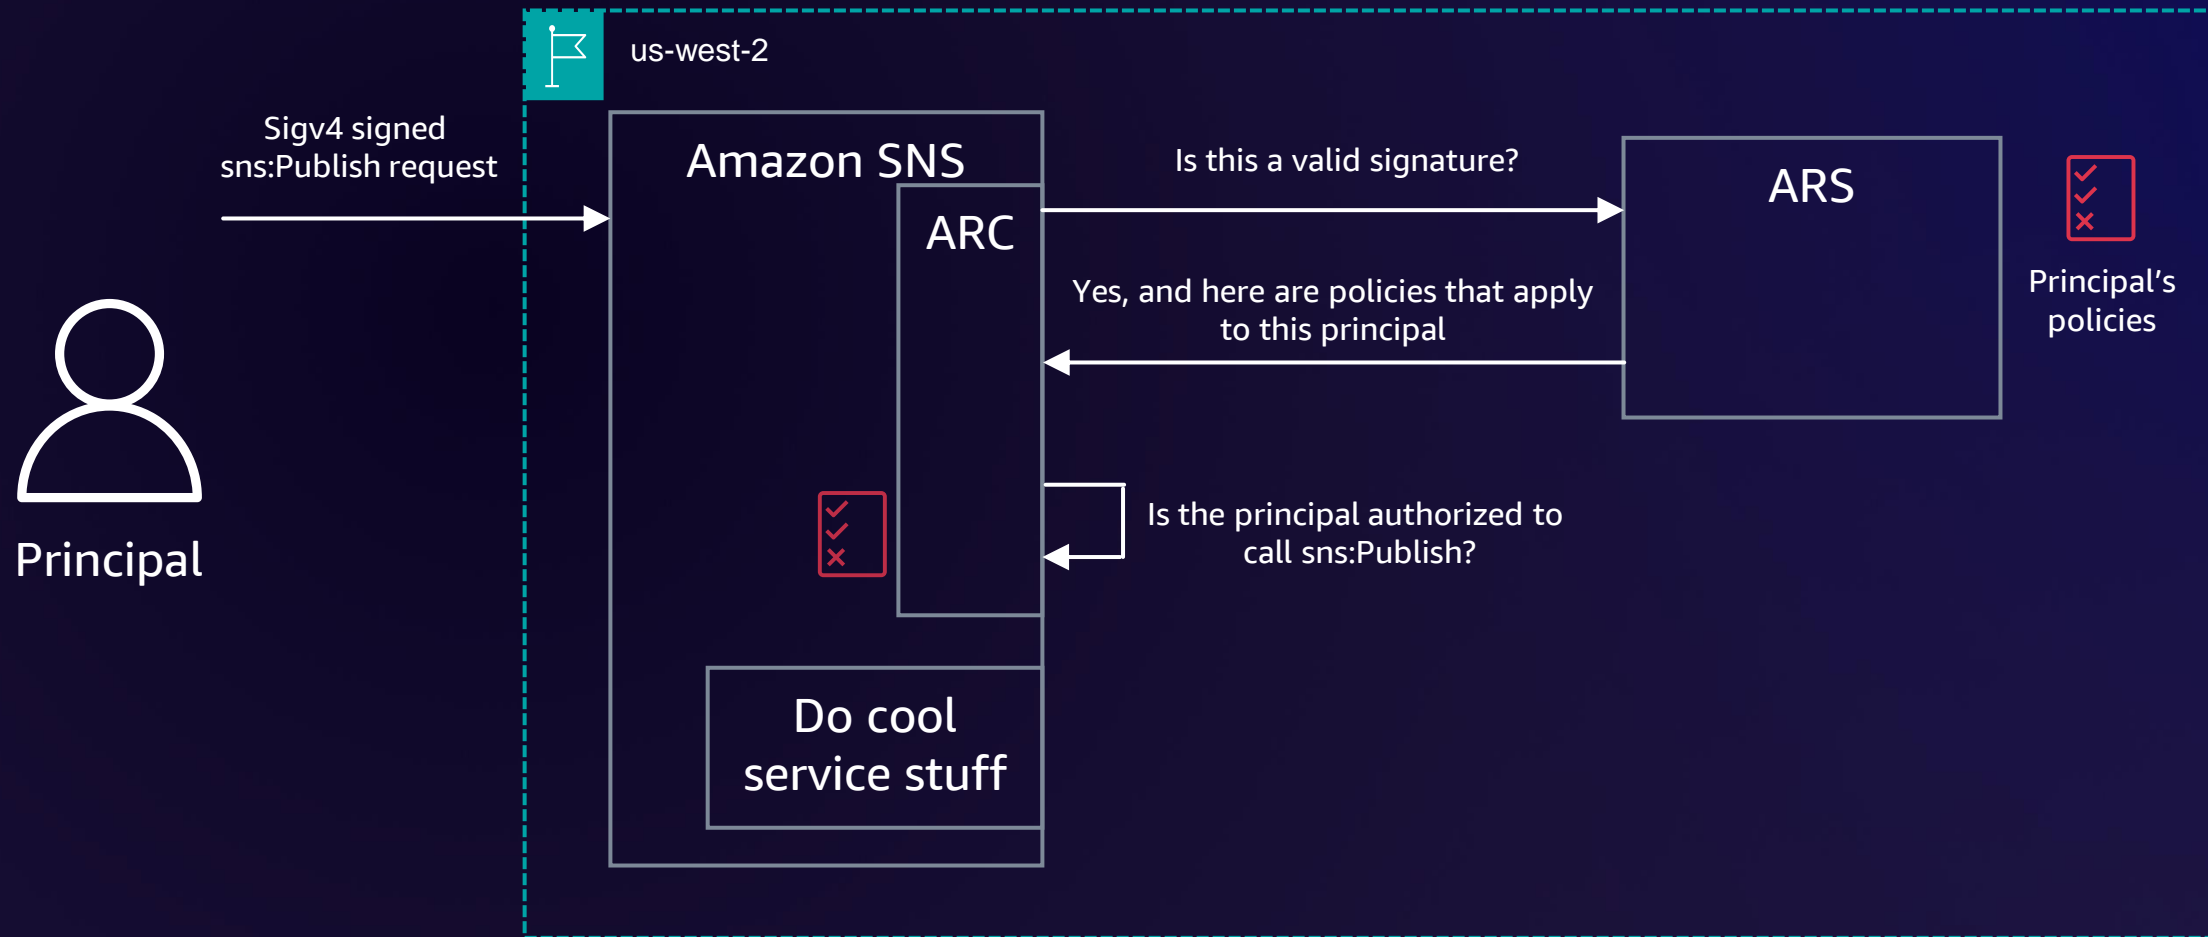 us-west-2
Sigv4 signed
sns:Publish request
Principal
Amazon SNS
ARC
Is this a valid signature?
ARS
Principal’s
policies
Yes, and here are policies that apply
to this principal
Is the principal authorized to
call sns:Publish?
Do cool
service stuff